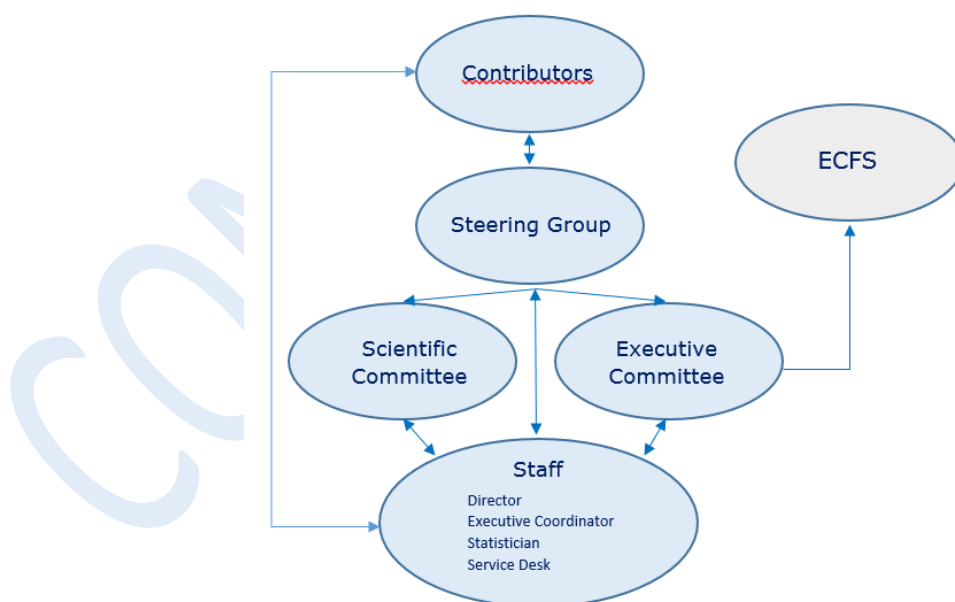 Contributors
ECFS
Steering Group
Scientific
Committee
Executive
Committee
Staff
Director
Executive Coordinator
Statistician
Service Desk